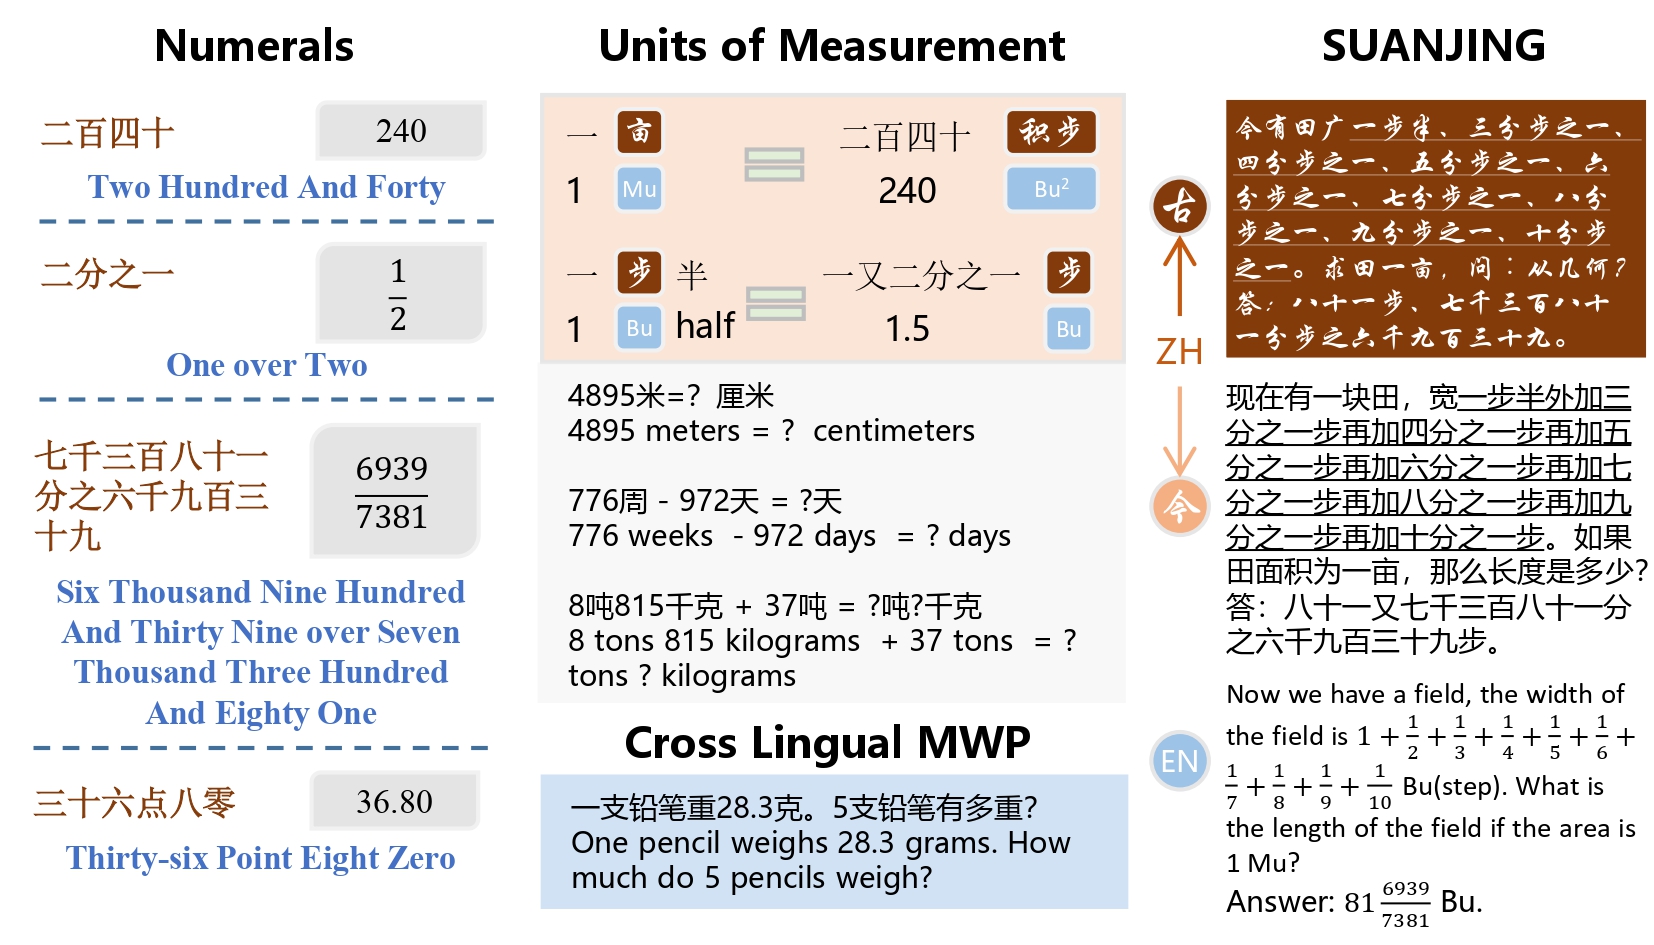 Numerals
二百四十
240
Two Hundred And Forty
二分之一
1
2
One over Two
七千三百八十一
分之六千九百三
十九
6939
7381
Six Thousand Nine Hundred
And Thirty Nine over Seven
Thousand Three Hundred
And Eighty One
三十六点八零
36.80
Thirty-six Point Eight Zero
Units of Measurement
一 亩 二百四十 积步
1 Mu 240 Bu²
一 步 半 一又二分之一 步
1 Bu half 1.5 Bu
4895米=? 厘米
4895 meters = ? centimeters
776周 - 972天 = ?天
776 weeks - 972 days = ? days
8吨815千克 + 37吨 = ?吨?千克
8 tons 815 kilograms + 37 tons = ?
tons ? kilograms
Cross Lingual MWP
一支铅笔重28.3克。5支铅笔有多重?
One pencil weighs 28.3 grams. How
much do 5 pencils weigh?
SUANJING
古
ZH
今
EN
今有田广一步半、三分步之一、
四分步之一、五分步之一、六
分步之一、七分步之一、八分
步之一、九分步之一、十分步
之一。求田一亩，问：从几何？
答：八十一步、七千三百八十
一分步之六千九百三十九。
现在有一块田，宽一步半外加三
分之一步再加四分之一步再加五
分之一步再加六分之一步再加七
分之一步再加八分之一步再加九
分之一步再加十分之一步。如果
田面积为一亩，那么长度是多少?
答：八十一又七千三百八十一分
之六千九百三十九步。
Now we have a field, the width of
the field is 1 + 1/2 + 1/3 + 1/4 + 1/5 + 1/6 +
1/7 + 1/8 + 1/9 + 1/10 Bu(step). What is
the length of the field if the area is
1 Mu?
Answer: 81 6939/7381 Bu.